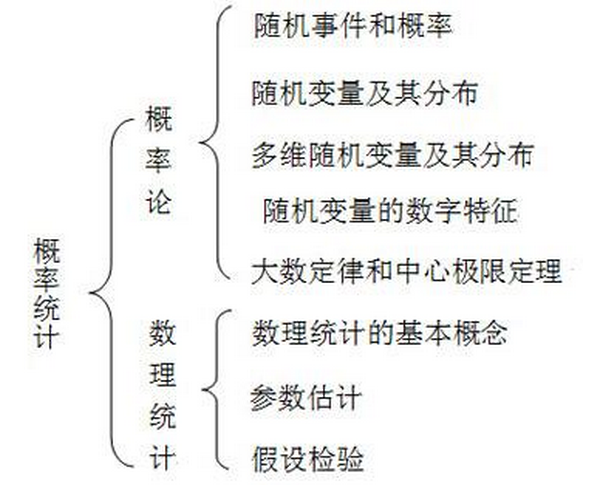 概率统计
概率论
随机事件和概率
随机变量及其分布
多维随机变量及其分布
随机变量的数字特征
大数定律和中心极限定理
数理统计
数理统计的基本概念
参数估计
假设检验